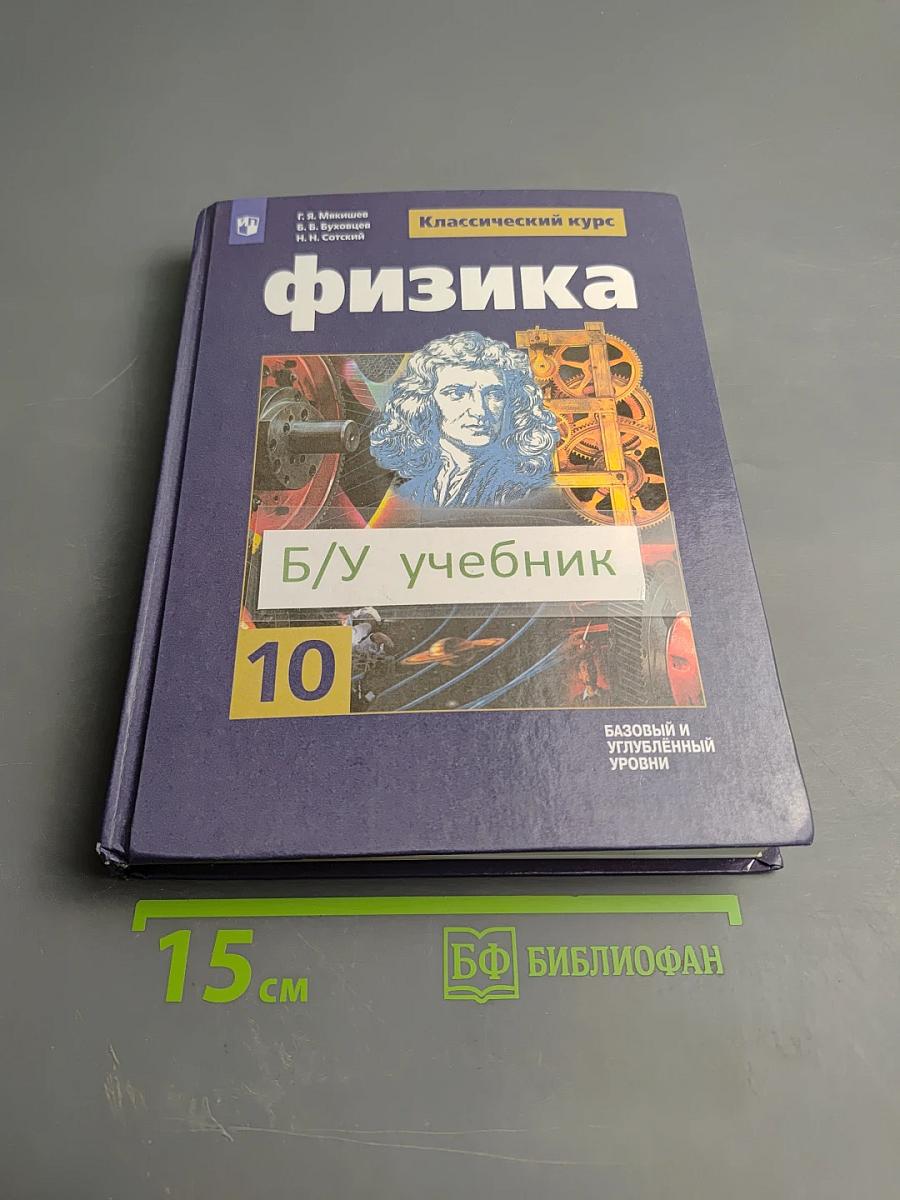 Г. Я. Мякишев
Б. Б. Буховцев
Н. Н. Сотский
Классический курс
физика
Б/У учебник
10
БАЗОВЫЙ И
УГЛУБЛЁННЫЙ
УРОВНИ
15 см
БФ БИБЛИОФАН